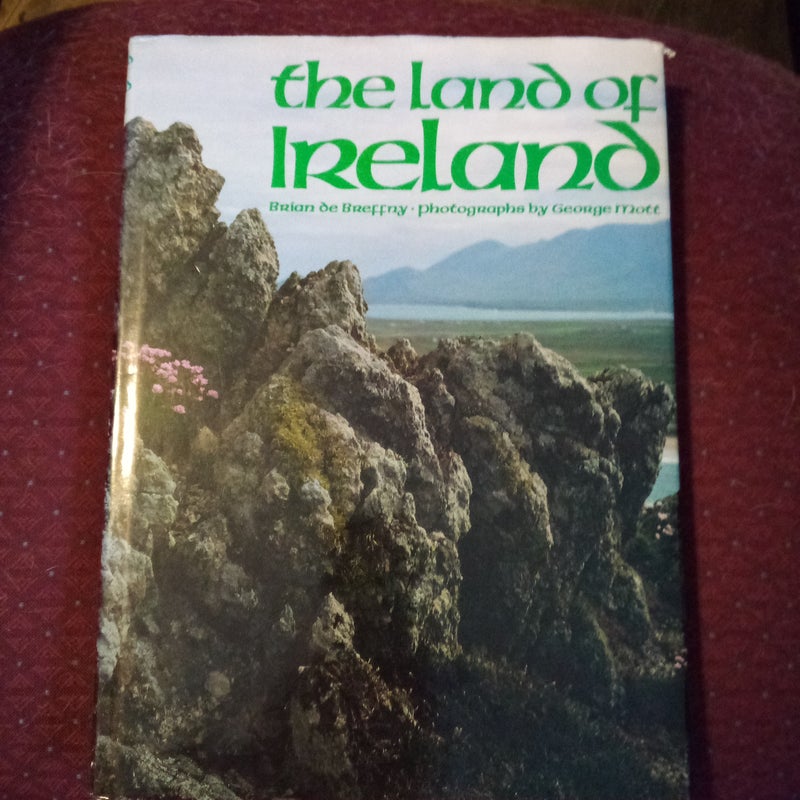 the land of
Ireland
Brian de Breffny · Photographs by George Mott